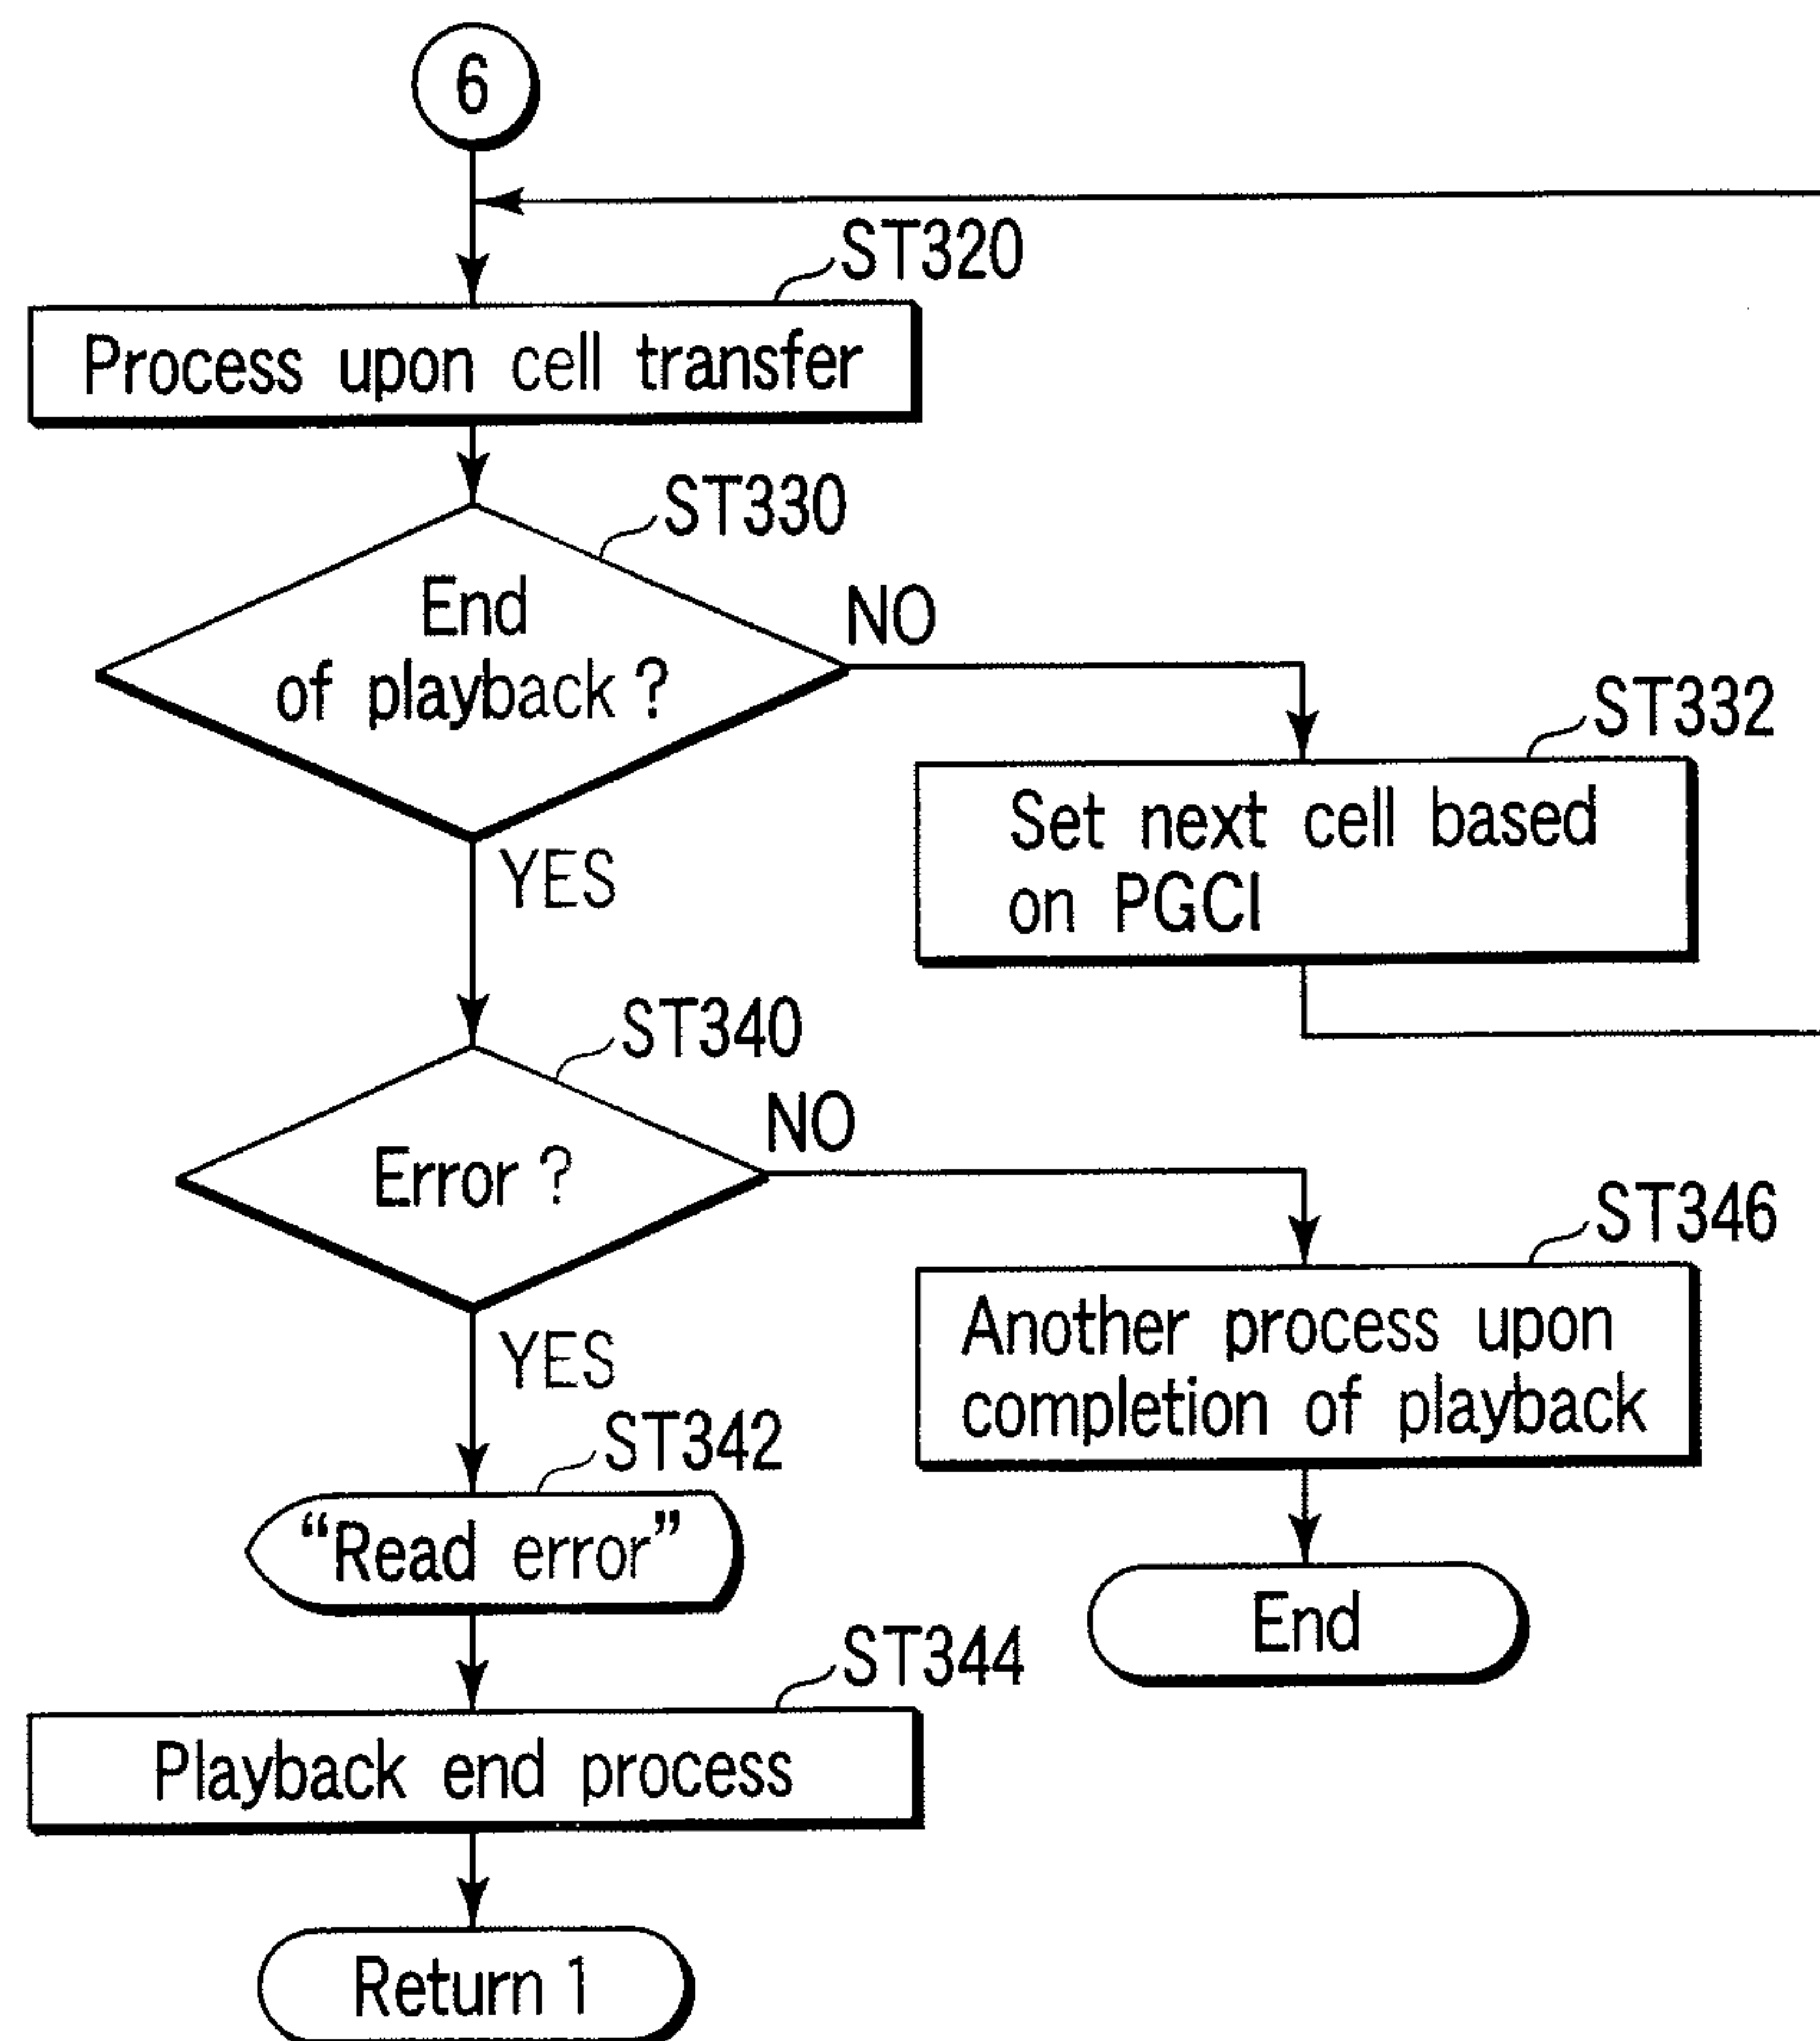 6
ST320
Process upon cell transfer
ST330
End
of playback ?
NO
ST332
Set next cell based
on PGCI
YES
ST340
Error ?
NO
ST346
Another process upon
completion of playback
YES
ST342
“Read error”
End
ST344
Playback end process
Return 1